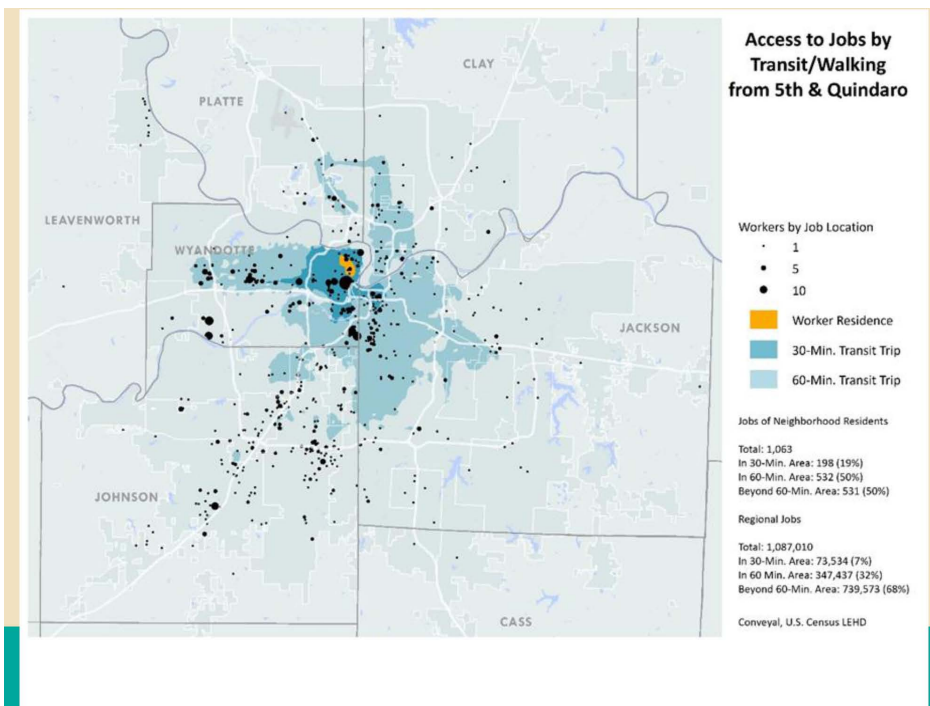 Access to Jobs by
Transit/Walking
from 5th & Quindaro
CLAY
PLATTE
LEAVENWORTH
WYANDOTTE
JACKSON
JOHNSON
CASS
Workers by Job Location
1
5
10
Worker Residence
30-Min. Transit Trip
60-Min. Transit Trip
Jobs of Neighborhood Residents
Total: 1,063
In 30-Min. Area: 198 (19%)
In 60-Min. Area: 532 (50%)
Beyond 60-Min. Area: 531 (50%)
Regional Jobs
Total: 1,087,010
In 30-Min. Area: 73,534 (7%)
In 60 Min. Area: 347,437 (32%)
Beyond 60-Min. Area: 739,573 (68%)
Conveyal, U.S. Census LEHD